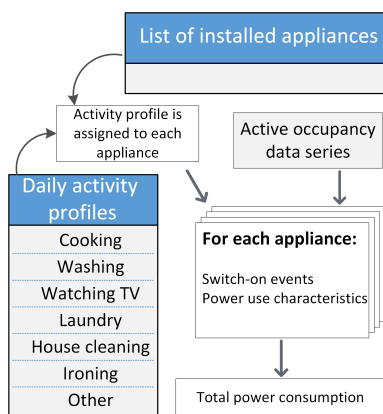 List of installed appliances
Activity profile is
assigned to each
appliance
Active occupancy
data series
Daily activity
profiles
Cooking
Washing
Watching TV
Laundry
House cleaning
Ironing
Other
For each appliance:
Switch-on events
Power use characteristics
Total power consumption